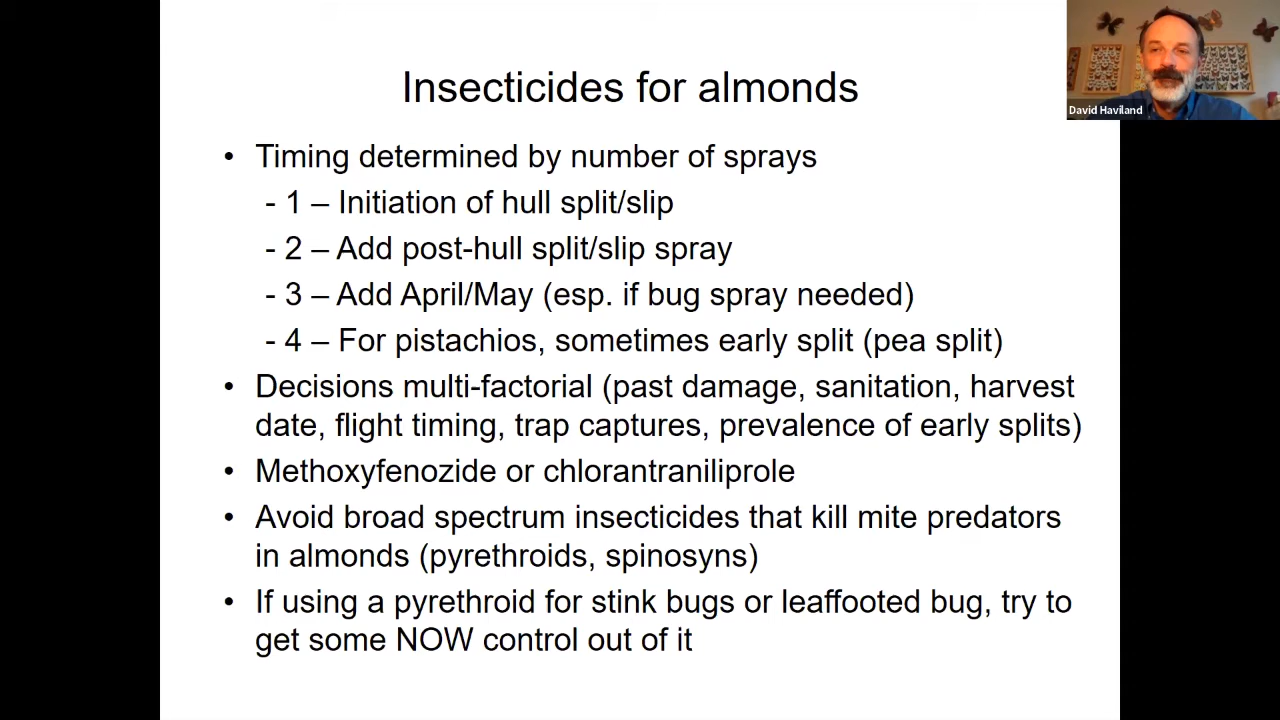 Insecticides for almonds
David Haviland
• Timing determined by number of sprays
- 1 – Initiation of hull split/slip
- 2 – Add post-hull split/slip spray
- 3 – Add April/May (esp. if bug spray needed)
- 4 – For pistachios, sometimes early split (pea split)
• Decisions multi-factorial (past damage, sanitation, harvest
date, flight timing, trap captures, prevalence of early splits)
• Methoxyfenozide or chlorantraniliprole
• Avoid broad spectrum insecticides that kill mite predators
in almonds (pyrethroids, spinosyns)
• If using a pyrethroid for stink bugs or leaffooted bug, try to
get some NOW control out of it